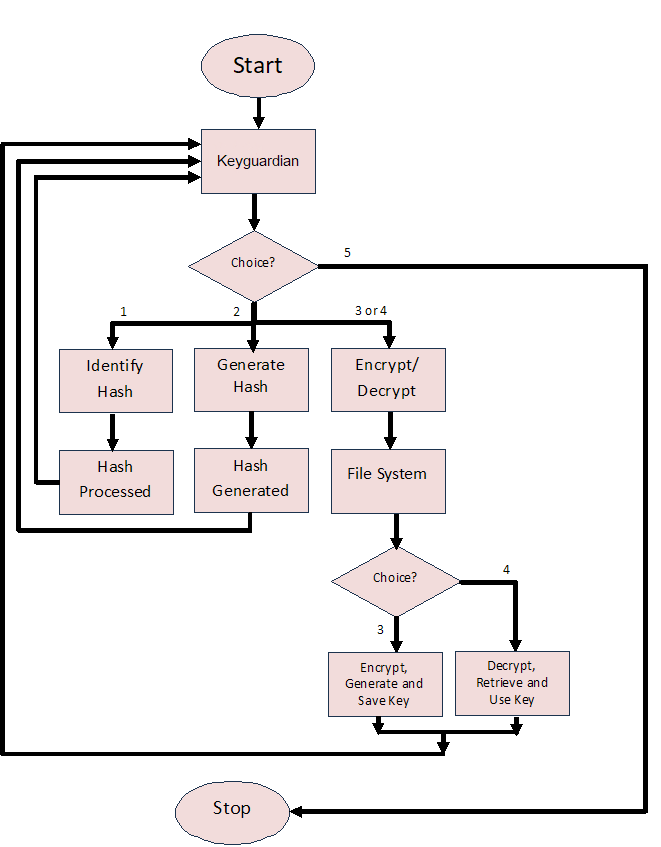 Start
Keyguardian
Choice?
5
1
2
3 or 4
Identify
Hash
Generate
Hash
Encrypt/
Decrypt
Hash
Processed
Hash
Generated
File System
Choice?
4
3
Encrypt,
Generate and
Save Key
Decrypt,
Retrieve and
Use Key
Stop